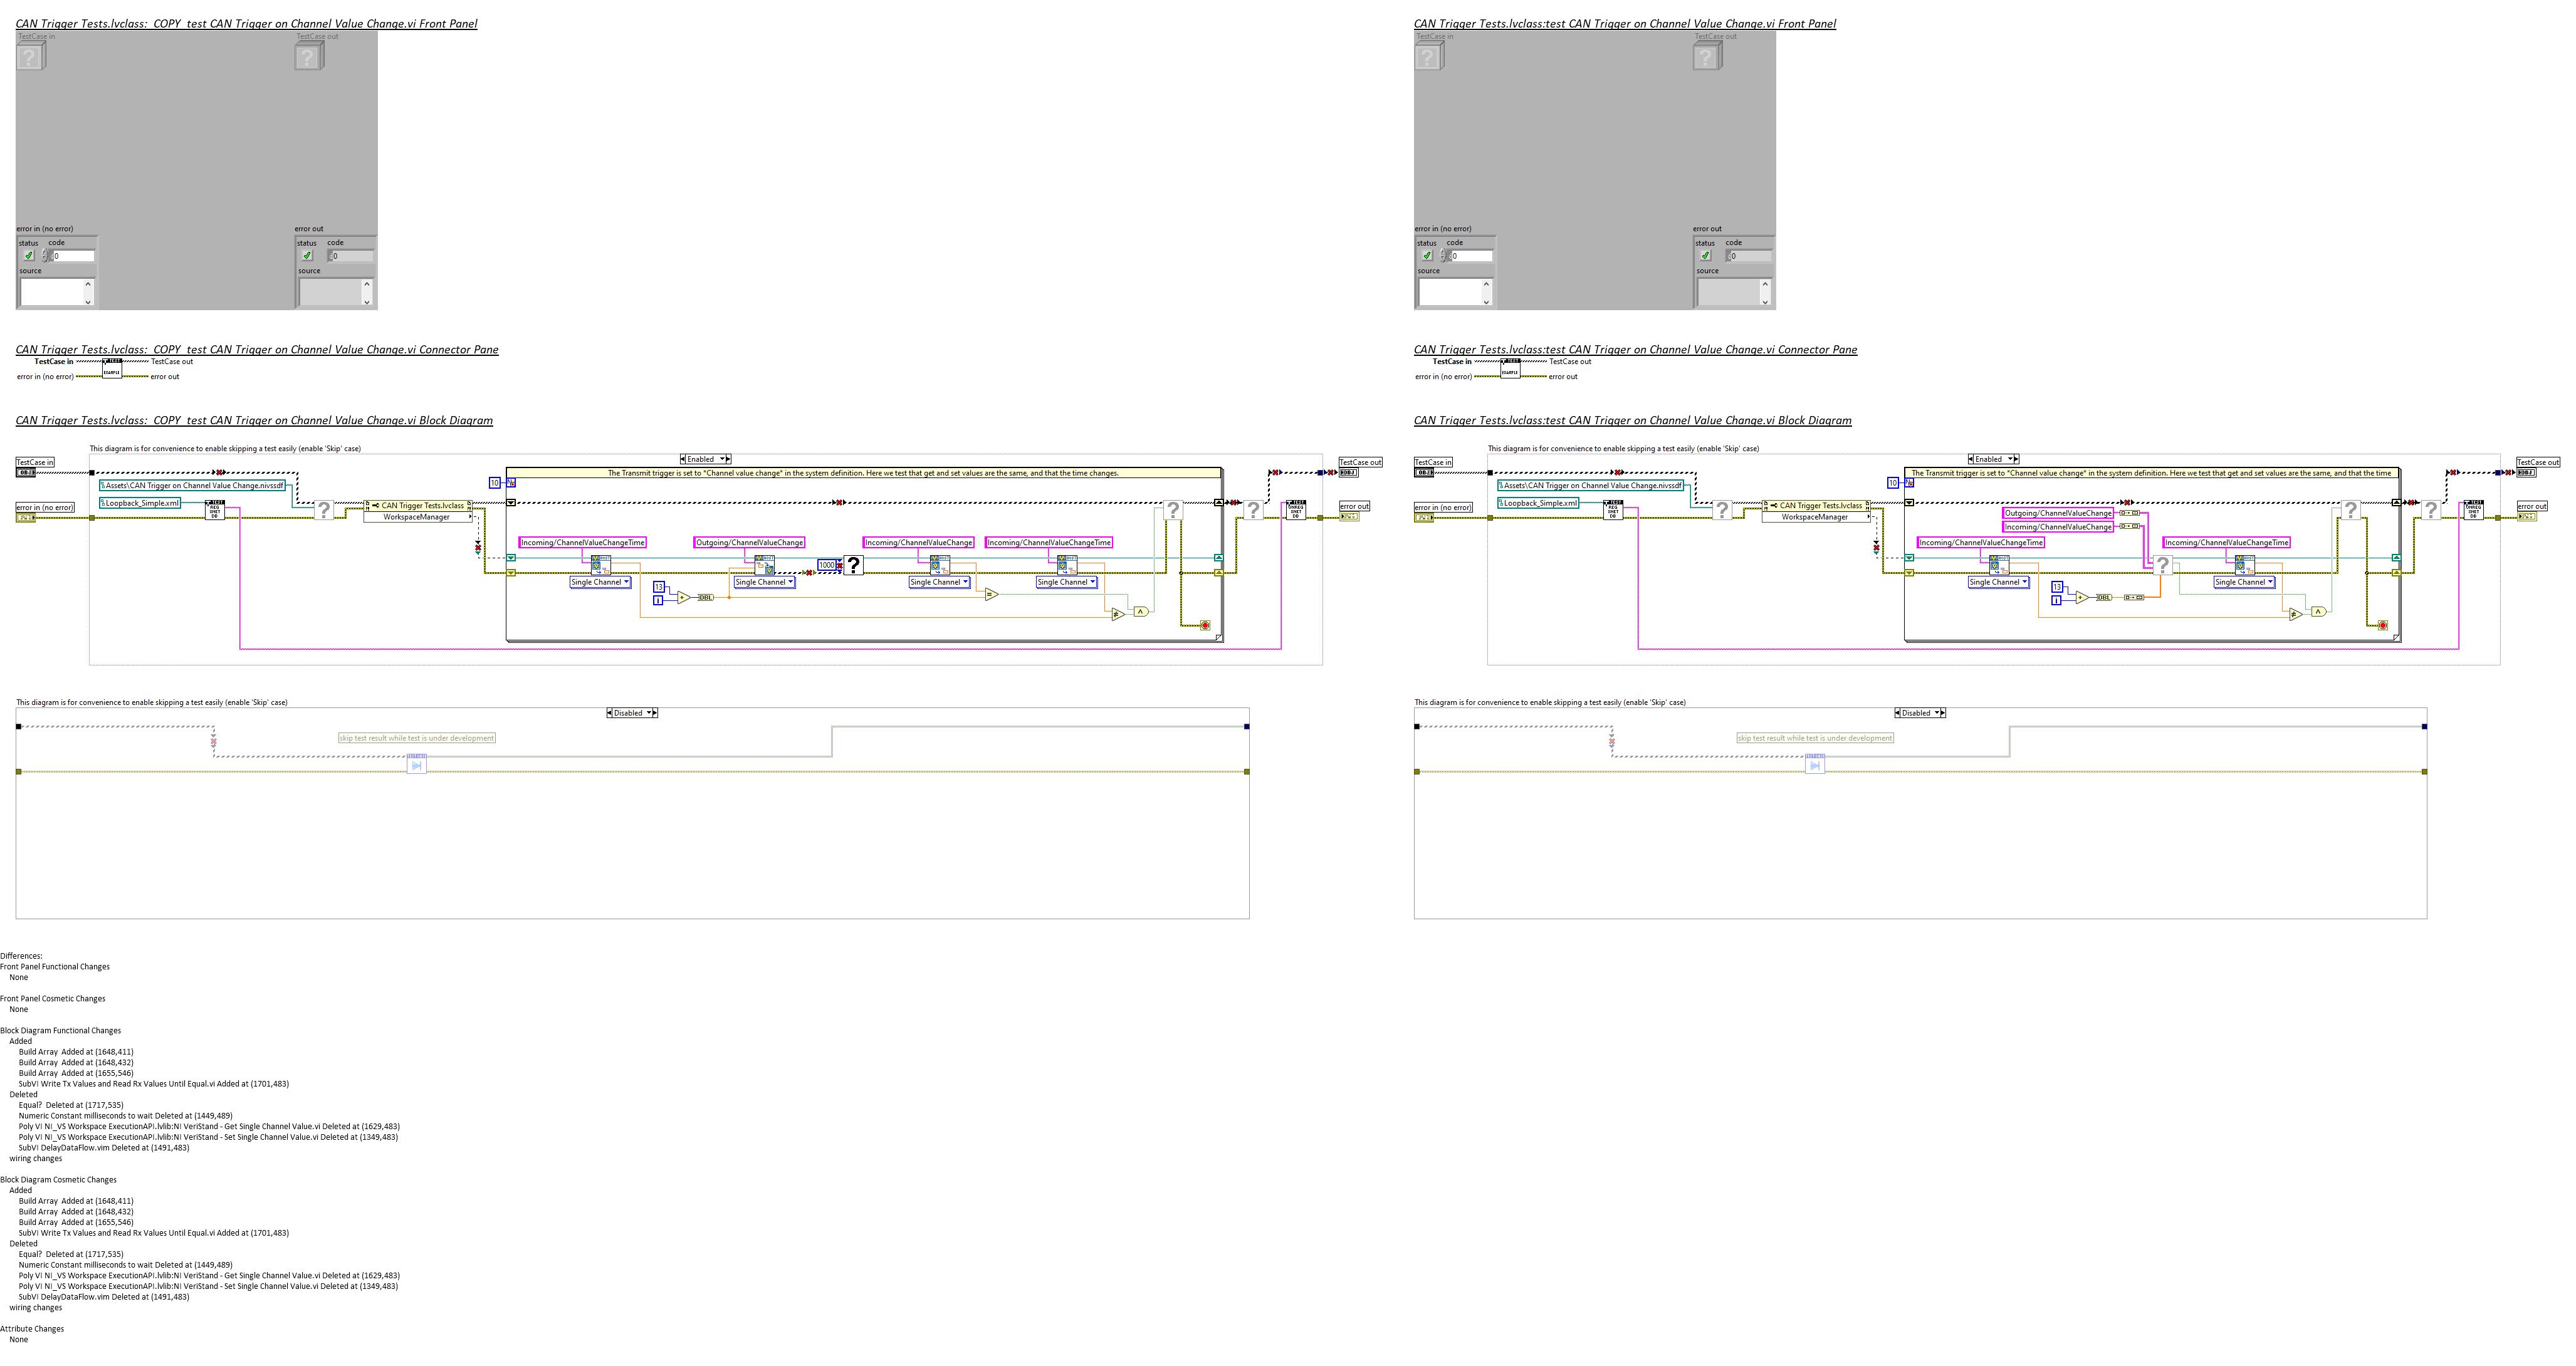 CAN Trigger Tests.lvclass:_COPY_test CAN Trigger on Channel Value Change.vi Front Panel
TestCase in
TestCase out
error in (no error)
error out
status code
0
source
status code
0
source
CAN Trigger Tests.lvclass:_COPY_test CAN Trigger on Channel Value Change.vi Connector Pane
TestCase in
TestCase out
error in (no error)
error out
TEST
EXAMPLE
CAN Trigger Tests.lvclass:_COPY_test CAN Trigger on Channel Value Change.vi Block Diagram
This diagram is for convenience to enable skipping a test easily (enable 'Skip' case)
Enabled
TestCase in
The Transmit trigger is set to "Channel value change" in the system definition. Here we test that get and set values are the same, and that the time changes.
TestCase out
Assets\CAN Trigger on Channel Value Change.nivssdf
10
Loopback_Simple.xml
CAN Trigger Tests.lvclass
WorkspaceManager
error in (no error)
error out
Incoming/ChannelValueChangeTime
Outgoing/ChannelValueChange
Incoming/ChannelValueChange
Incoming/ChannelValueChangeTime
1000
Single Channel
Single Channel
Single Channel
Single Channel
13
DBL
i
This diagram is for convenience to enable skipping a test easily (enable 'Skip' case)
Disabled
skip test result while test is under development
CAN Trigger Tests.lvclass:test CAN Trigger on Channel Value Change.vi Front Panel
TestCase in
TestCase out
error in (no error)
error out
status code
0
source
status code
0
source
CAN Trigger Tests.lvclass:test CAN Trigger on Channel Value Change.vi Connector Pane
TestCase in
TestCase out
error in (no error)
error out
TEST
EXAMPLE
CAN Trigger Tests.lvclass:test CAN Trigger on Channel Value Change.vi Block Diagram
This diagram is for convenience to enable skipping a test easily (enable 'Skip' case)
Enabled
TestCase in
The Transmit trigger is set to "Channel value change" in the system definition. Here we test that get and set values are the same, and that the time
TestCase out
Assets\CAN Trigger on Channel Value Change.nivssdf
10
Loopback_Simple.xml
CAN Trigger Tests.lvclass
WorkspaceManager
error in (no error)
error out
Outgoing/ChannelValueChange
Incoming/ChannelValueChange
Incoming/ChannelValueChangeTime
Incoming/ChannelValueChangeTime
Single Channel
Single Channel
13
DBL
i
This diagram is for convenience to enable skipping a test easily (enable 'Skip' case)
Disabled
skip test result while test is under development
Differences:
Front Panel Functional Changes
None
Front Panel Cosmetic Changes
None
Block Diagram Functional Changes
Added
Build Array  Added at (1648,411)
Build Array  Added at (1648,432)
Build Array  Added at (1655,546)
SubVI Write Tx Values and Read Rx Values Until Equal.vi Added at (1701,483)
Deleted
Equal?  Deleted at (1717,535)
Numeric Constant milliseconds to wait Deleted at (1449,489)
Poly VI NI_VS Workspace ExecutionAPI.lvlib:NI VeriStand - Get Single Channel Value.vi Deleted at (1629,483)
Poly VI NI_VS Workspace ExecutionAPI.lvlib:NI VeriStand - Set Single Channel Value.vi Deleted at (1349,483)
SubVI DelayDataFlow.vim Deleted at (1491,483)
wiring changes
Block Diagram Cosmetic Changes
Added
Build Array  Added at (1648,411)
Build Array  Added at (1648,432)
Build Array  Added at (1655,546)
SubVI Write Tx Values and Read Rx Values Until Equal.vi Added at (1701,483)
Deleted
Equal?  Deleted at (1717,535)
Numeric Constant milliseconds to wait Deleted at (1449,489)
Poly VI NI_VS Workspace ExecutionAPI.lvlib:NI VeriStand - Get Single Channel Value.vi Deleted at (1629,483)
Poly VI NI_VS Workspace ExecutionAPI.lvlib:NI VeriStand - Set Single Channel Value.vi Deleted at (1349,483)
SubVI DelayDataFlow.vim Deleted at (1491,483)
wiring changes
Attribute Changes
None